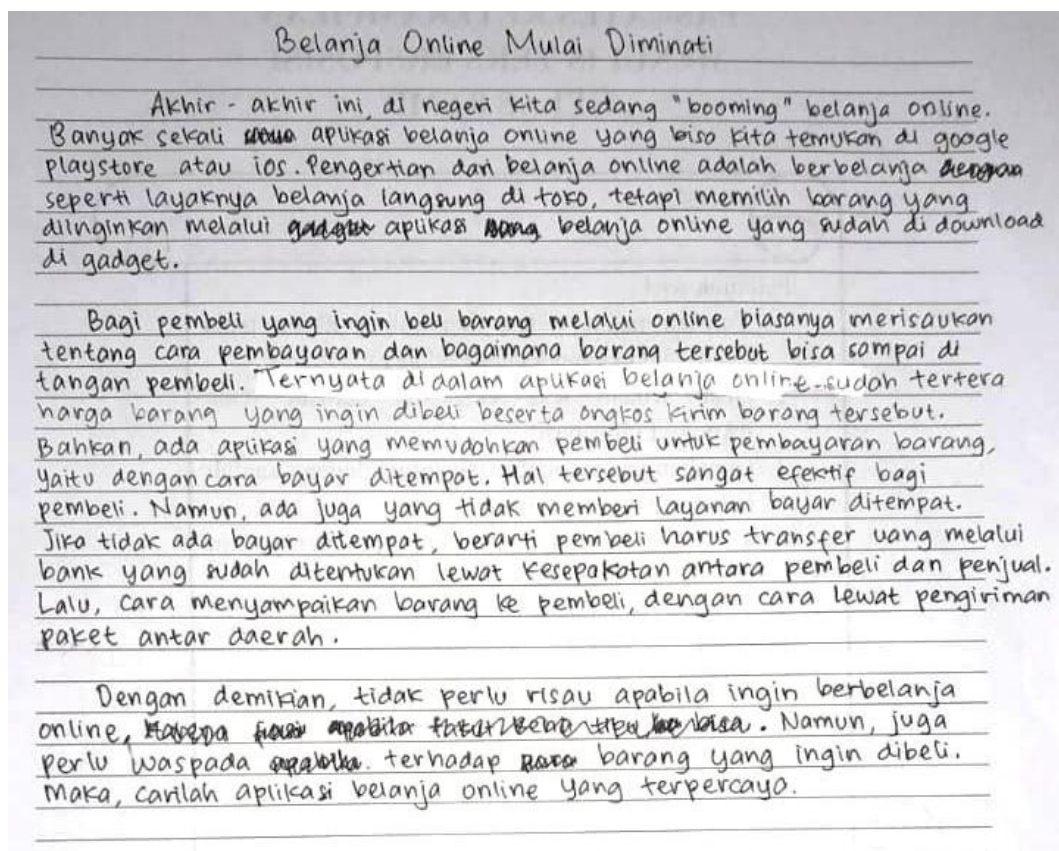 Belanja Online Mulai Diminati
Akhir - akhir ini, di negeri kita sedang "booming" belanja online.
Banyak sekali aplikasi belanja online yang bisa kita temukan di google
playstore atau ios. Pengertian dari belanja online adalah berbelanja dengan
seperti layaknya belanja langsung di toko, tetapi memilih barang yang
diinginkan melalui gadget aplikasi yang belanja online yang sudah di download
di gadget.
Bagi pembeli yang ingin beli barang melalui online biasanya merisaukan
tentang cara pembayaran dan bagaimana barang tersebut bisa sampai di
tangan pembeli. Ternyata di dalam aplikasi belanja online sudah tertera
harga barang yang ingin dibeli beserta ongkos kirim barang tersebut.
Bahkan, ada aplikasi yang memudahkan pembeli untuk pembayaran barang,
yaitu dengan cara bayar ditempat. Hal tersebut sangat efektif bagi
pembeli. Namun, ada juga yang tidak memberi layanan bayar ditempat.
Jika tidak ada bayar ditempat, berarti pembeli harus transfer uang melalui
bank yang sudah ditentukan lewat kesepakatan antara pembeli dan penjual.
Lalu, cara menyampaikan barang ke pembeli, dengan cara lewat pengiriman
paket antar daerah.
Dengan demikian, tidak perlu risau apabila ingin berbelanja
online, karena apabila . Namun, juga
perlu waspada apabila. terhadap para barang yang ingin dibeli.
Maka, carilah aplikasi belanja online yang terpercaya.